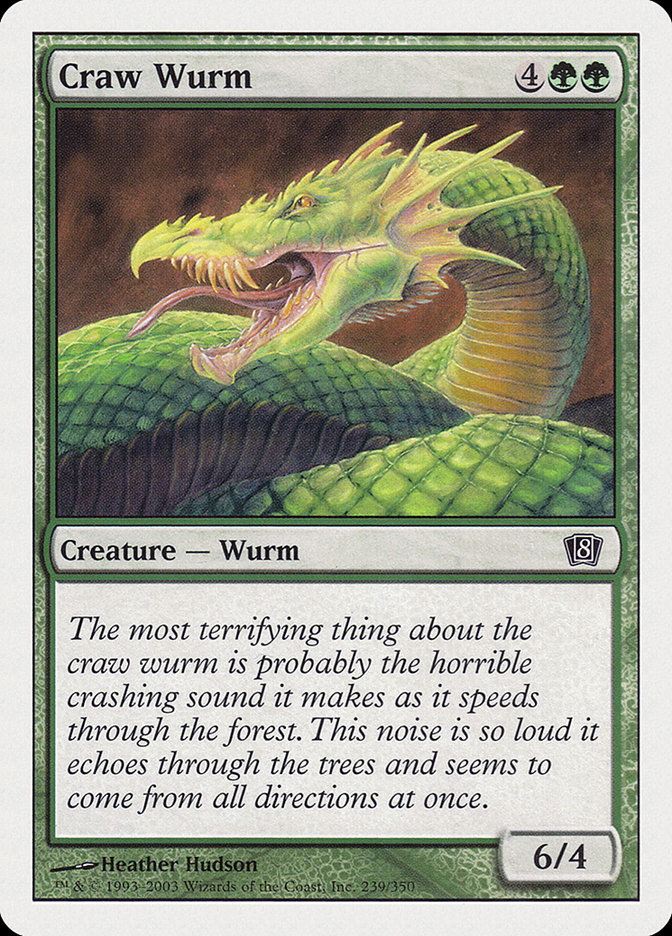 Craw Wurm 4
Creature — Wurm 8
The most terrifying thing about the
craw wurm is probably the horrible
crashing sound it makes as it speeds
through the forest. This noise is so loud it
echoes through the trees and seems to
come from all directions at once.
6/4
Heather Hudson
™ & © 1993–2003 Wizards of the Coast, Inc. 239/350